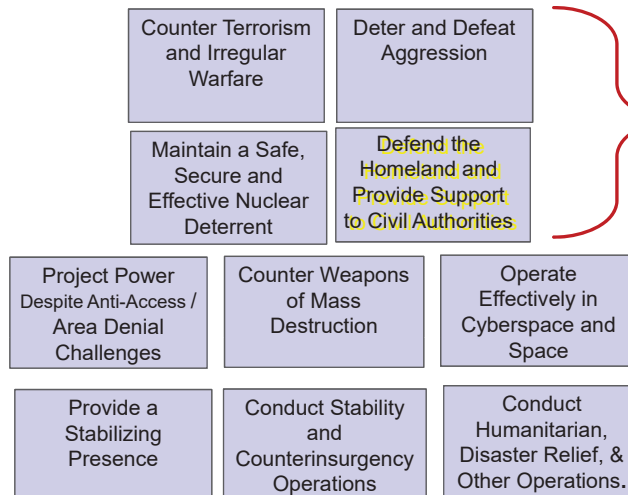 Counter Terrorism
and Irregular
Warfare
Deter and Defeat
Aggression
Maintain a Safe,
Secure and
Effective Nuclear
Deterrent
Defend the
Homeland and
Provide Support
to Civil Authorities
Project Power
Despite Anti-Access /
Area Denial
Challenges
Counter Weapons
of Mass
Destruction
Operate
Effectively in
Cyberspace and
Space
Provide a
Stabilizing
Presence
Conduct Stability
and
Counterinsurgency
Operations
Conduct
Humanitarian,
Disaster Relief, &
Other Operations.